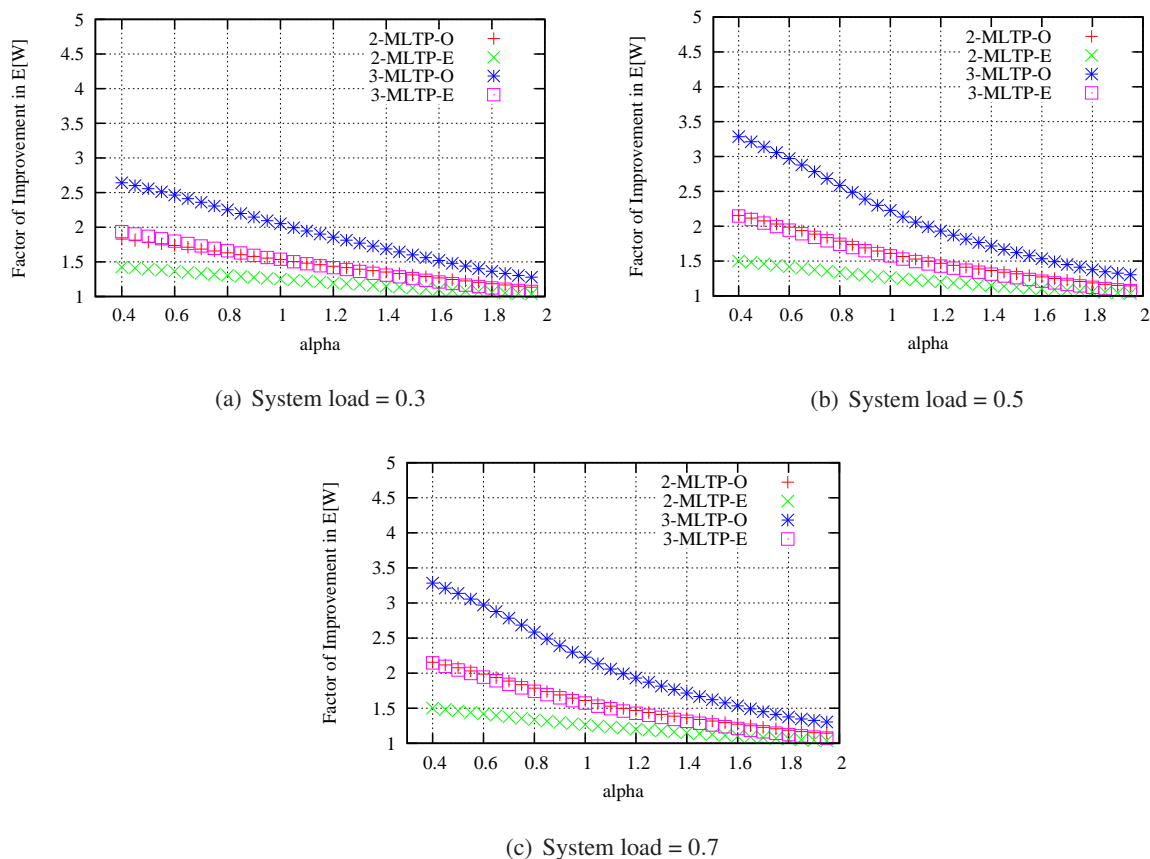 Factor of Improvement in E[W]
5
4.5
4
3.5
3
2.5
2
1.5
1
2-MLTP-O
2-MLTP-E
3-MLTP-O
3-MLTP-E
0.4 0.6 0.8 1.0 1.2 1.4 1.6 1.8 2
alpha
(a) System load = 0.3
Factor of Improvement in E[W]
5
4.5
4
3.5
3
2.5
2
1.5
1
2-MLTP-O
2-MLTP-E
3-MLTP-O
3-MLTP-E
0.4 0.6 0.8 1.0 1.2 1.4 1.6 1.8 2
alpha
(b) System load = 0.5
Factor of Improvement in E[W]
5
4.5
4
3.5
3
2.5
2
1.5
1
2-MLTP-O
2-MLTP-E
3-MLTP-O
3-MLTP-E
0.4 0.6 0.8 1 1.2 1.4 1.6 1.8 2
alpha
(c) System load = 0.7